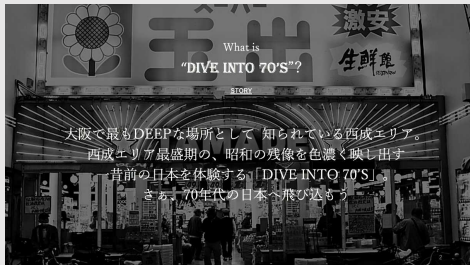 スーパー
玉出
激安
生鮮館
What is
“DIVE INTO 70’S”?
STORY
大阪で最もDEEPな場所として 知られている西成エリア。
西成エリア最盛期の、昭和の残像を色濃く映し出す
一昔前の日本を体験する「DIVE INTO 70’S」。
さぁ、70年代の日本へ飛び込もう